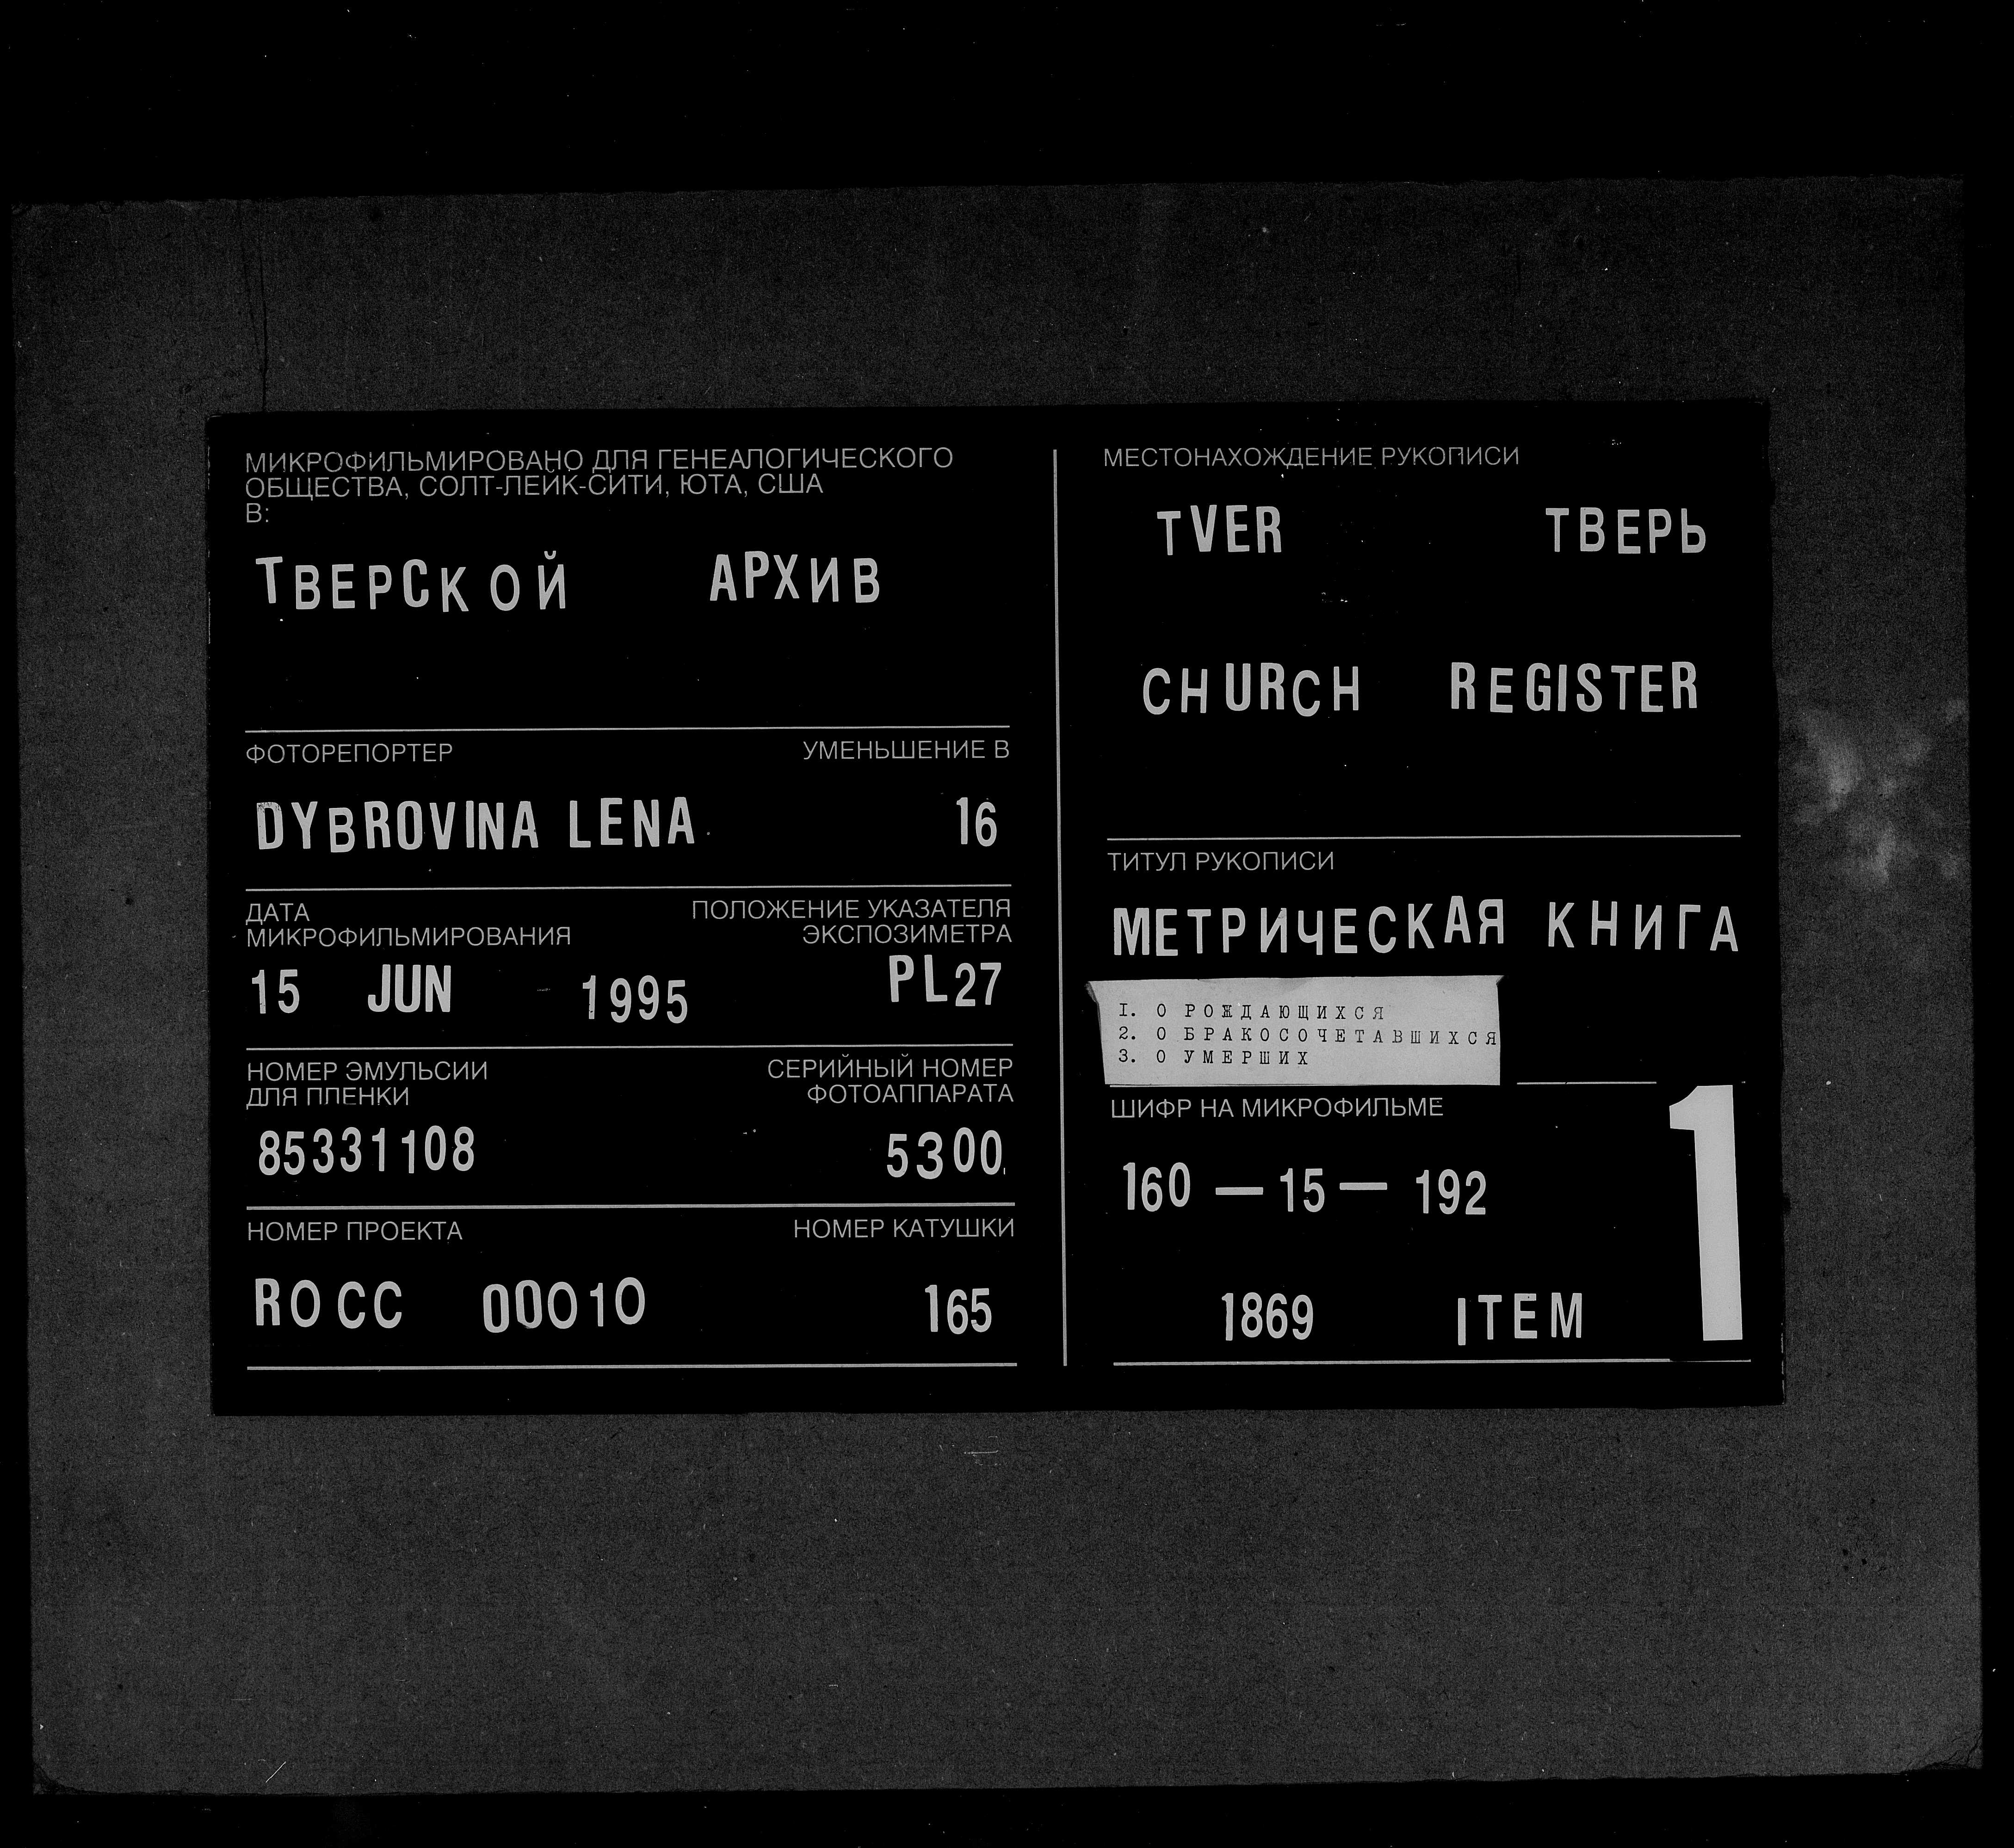 МИКРОФИЛЬМИРОВАНО ДЛЯ ГЕНЕАЛОГИЧЕСКОГО
ОБЩЕСТВА, СОЛТ-ЛЕЙК-СИТИ, ЮТА, США
В:
ТВЕРСКОЙ АРХИВ
ФОТОРЕПОРТЕР УМЕНЬШЕНИЕ В
DYBROVINA LENA 16
ДАТА
МИКРОФИЛЬМИРОВАНИЯ
ПОЛОЖЕНИЕ УКАЗАТЕЛЯ
ЭКСПОЗИМЕТРА
15 JUN 1995 PL27
НОМЕР ЭМУЛЬСИИ
ДЛЯ ПЛЕНКИ
СЕРИЙНЫЙ НОМЕР
ФОТОАППАРАТА
85331108 5300
НОМЕР ПРОЕКТА НОМЕР КАТУШКИ
ROCC 00010 165
МЕСТОНАХОЖДЕНИЕ РУКОПИСИ
TVER ТВЕРЬ
CHURCH REGISTER
ТИТУЛ РУКОПИСИ
МЕТРИЧЕСКАЯ КНИГА
1. О РОЖДАЮЩИХСЯ
2. О БРАКОСОЧЕТАВШИХСЯ
3. О УМЕРШИХ
ШИФР НА МИКРОФИЛЬМЕ
160 — 15 — 192
1869 ITEM 1